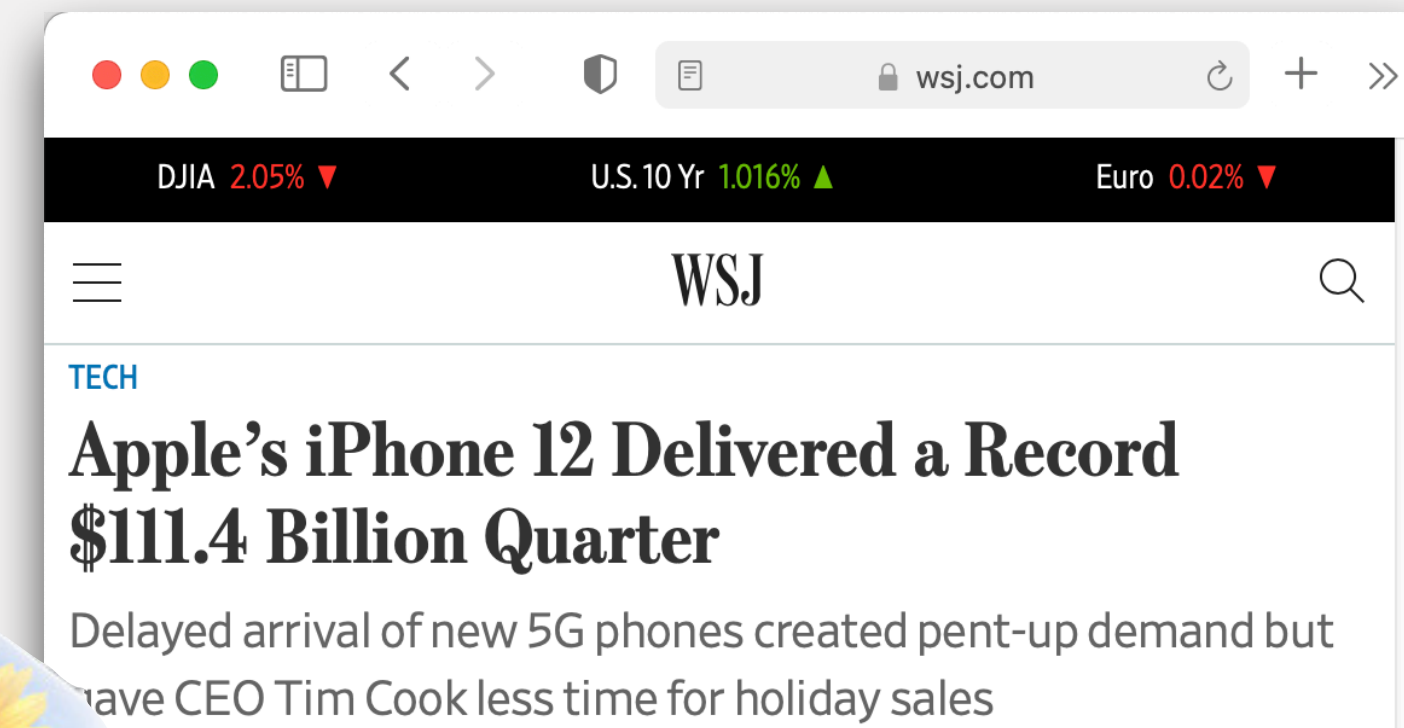 wsj.com
DJIA 2.05% ▼ U.S. 10 Yr 1.016% ▲ Euro 0.02% ▼
WSJ
TECH
Apple’s iPhone 12 Delivered a Record
$111.4 Billion Quarter
Delayed arrival of new 5G phones created pent-up demand but
gave CEO Tim Cook less time for holiday sales